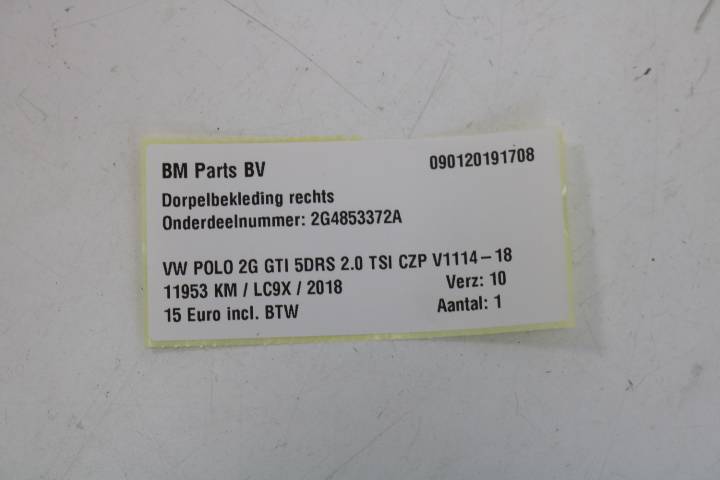 BM Parts BV 090120191708
Dorpelbekleding rechts
Onderdeelnummer: 2G4853372A
VW POLO 2G GTI 5DRS 2.0 TSI CZP V1114-18
11953 KM / LC9X / 2018 Verz: 10
15 Euro incl. BTW Aantal: 1